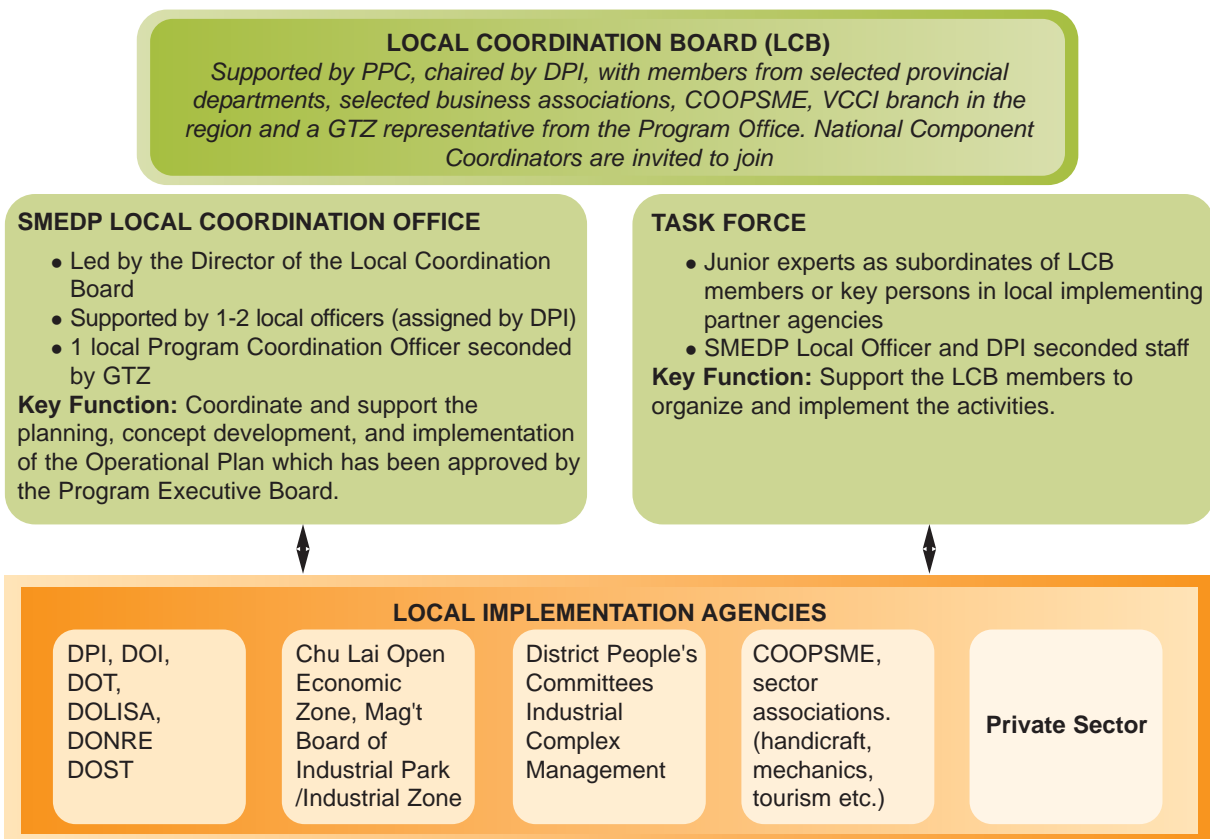 LOCAL COORDINATION BOARD (LCB)
Supported by PPC, chaired by DPI, with members from selected provincial
departments, selected business associations, COOPSME, VCCI branch in the
region and a GTZ representative from the Program Office. National Component
Coordinators are invited to join
SMEDP LOCAL COORDINATION OFFICE
● Led by the Director of the Local Coordination
Board
● Supported by 1-2 local officers (assigned by DPI)
● 1 local Program Coordination Officer seconded
by GTZ
Key Function: Coordinate and support the
planning, concept development, and implementation
of the Operational Plan which has been approved by
the Program Executive Board.
TASK FORCE
● Junior experts as subordinates of LCB
members or key persons in local implementing
partner agencies
● SMEDP Local Officer and DPI seconded staff
Key Function: Support the LCB members to
organize and implement the activities.
LOCAL IMPLEMENTATION AGENCIES
DPI, DOI,
DOT,
DOLISA,
DONRE
DOST
Chu Lai Open
Economic
Zone, Mag't
Board of
Industrial Park
/Industrial Zone
District People's
Committees
Industrial
Complex
Management
COOPSME,
sector
associations.
(handicraft,
mechanics,
tourism etc.)
Private Sector